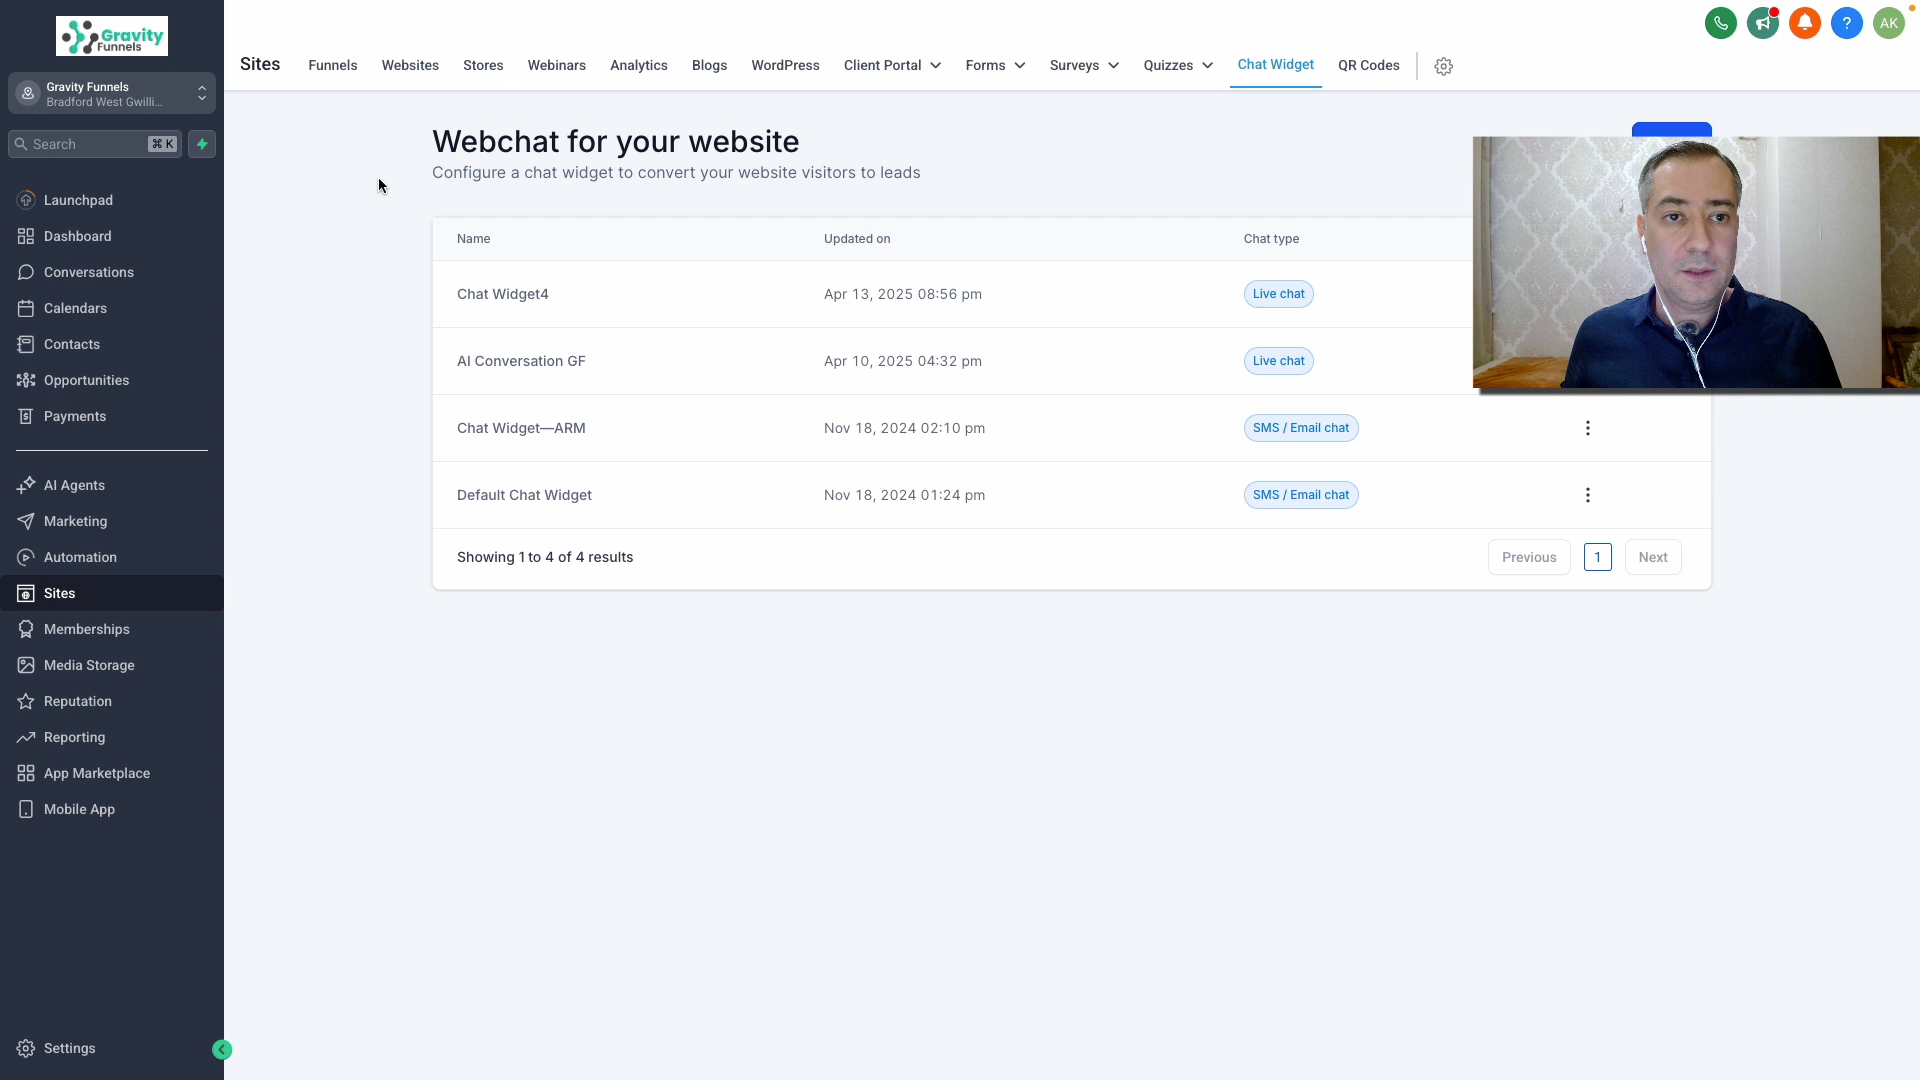 Gravity
Funnels
Gravity Funnels
Bradford West Gwilli...
Search
⌘ K
Launchpad
Dashboard
Conversations
Calendars
Contacts
Opportunities
Payments
AI Agents
Marketing
Automation
Sites
Memberships
Media Storage
Reputation
Reporting
App Marketplace
Mobile App
Settings
?
AK
Sites
Funnels
Websites
Stores
Webinars
Analytics
Blogs
WordPress
Client Portal
Forms
Surveys
Quizzes
Chat Widget
QR Codes
Webchat for your website
Configure a chat widget to convert your website visitors to leads
Name Updated on Chat type
Chat Widget4 Apr 13, 2025 08:56 pm Live chat
AI Conversation GF Apr 10, 2025 04:32 pm Live chat
Chat Widget—ARM Nov 18, 2024 02:10 pm SMS / Email chat
Default Chat Widget Nov 18, 2024 01:24 pm SMS / Email chat
Showing 1 to 4 of 4 results
Previous 1 Next